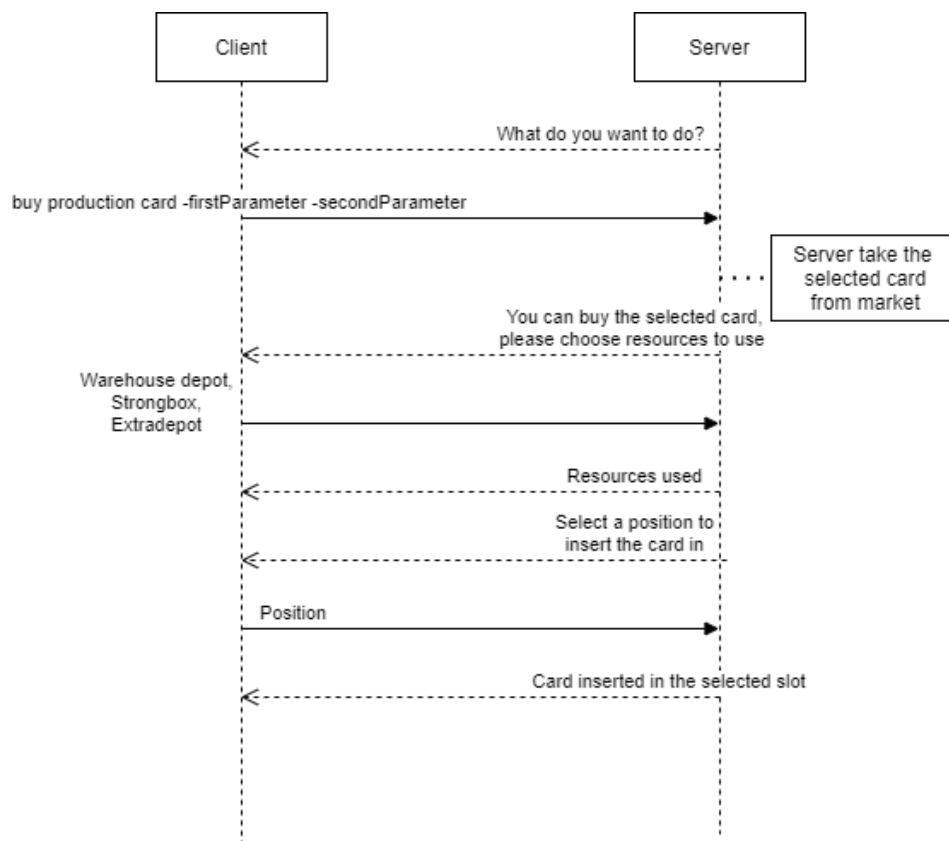 Client
Server
What do you want to do?
buy production card -firstParameter -secondParameter
Server take the
selected card
from market
You can buy the selected card,
please choose resources to use
Warehouse depot,
Strongbox,
Extradepot
Resources used
Select a position to
insert the card in
Position
Card inserted in the selected slot